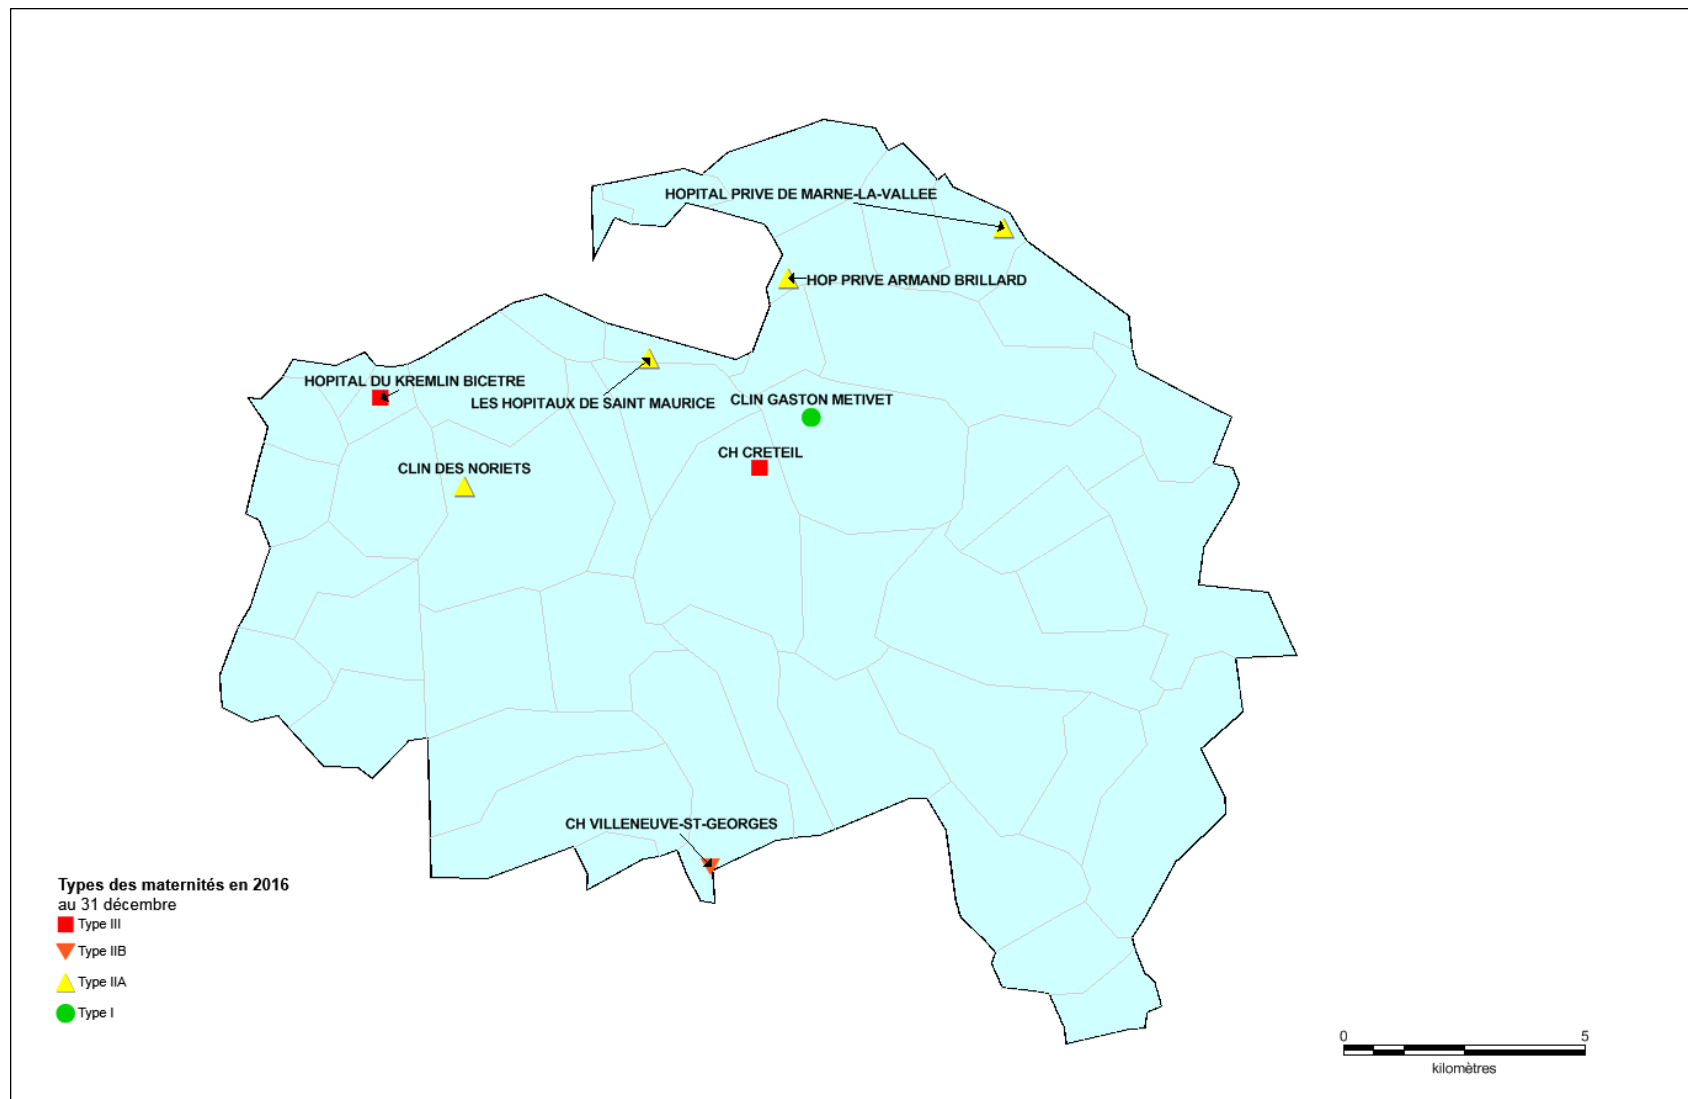 HOPITAL PRIVE DE MARNE-LA-VALLEE
HOP PRIVE ARMAND BRILLARD
HOPITAL DU KREMLIN BICETRE
LES HOPITAUX DE SAINT MAURICE
CLIN GASTON METIVET
CH CRETEIL
CLIN DES NORIETS
CH VILLENEUVE-ST-GEORGES
Types des maternités en 2016
au 31 décembre
Type III
Type IIB
Type IIA
Type I
0 5
kilomètres